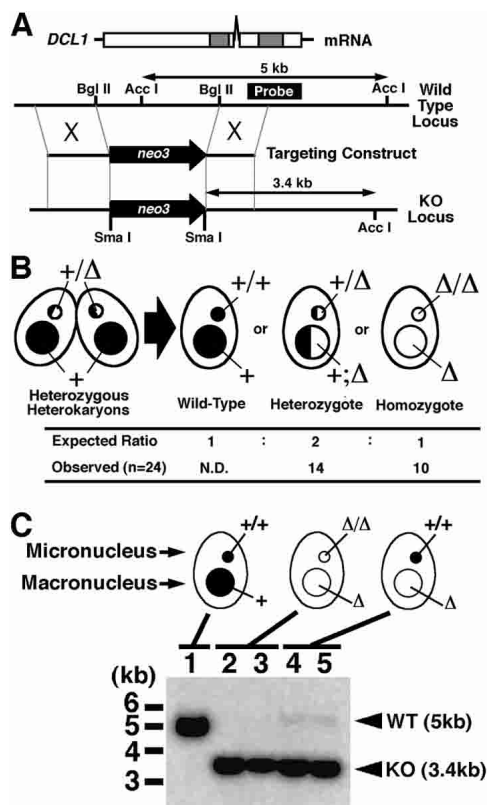 A
DCL1
mRNA
5 kb
Bgl II
Acc I
Bgl II
Probe
Acc I
Wild
Type
Locus
X
X
neo3
Targeting Construct
3.4 kb
neo3
KO
Locus
Sma I
Sma I
Acc I
B
+/Δ
+
Heterozygous
Heterokaryons
+/+
or
+/Δ
or
Δ/Δ
+
+;Δ
Δ
Wild-Type
Heterozygote
Homozygote
Expected Ratio 1 : 2 : 1
Observed (n=24) N.D. 14 10
C
+/+
Δ/Δ
+/+
Micronucleus
Macronucleus
+
Δ
Δ
1 2 3 4 5
(kb)
6
5
4
3
WT (5kb)
KO (3.4kb)